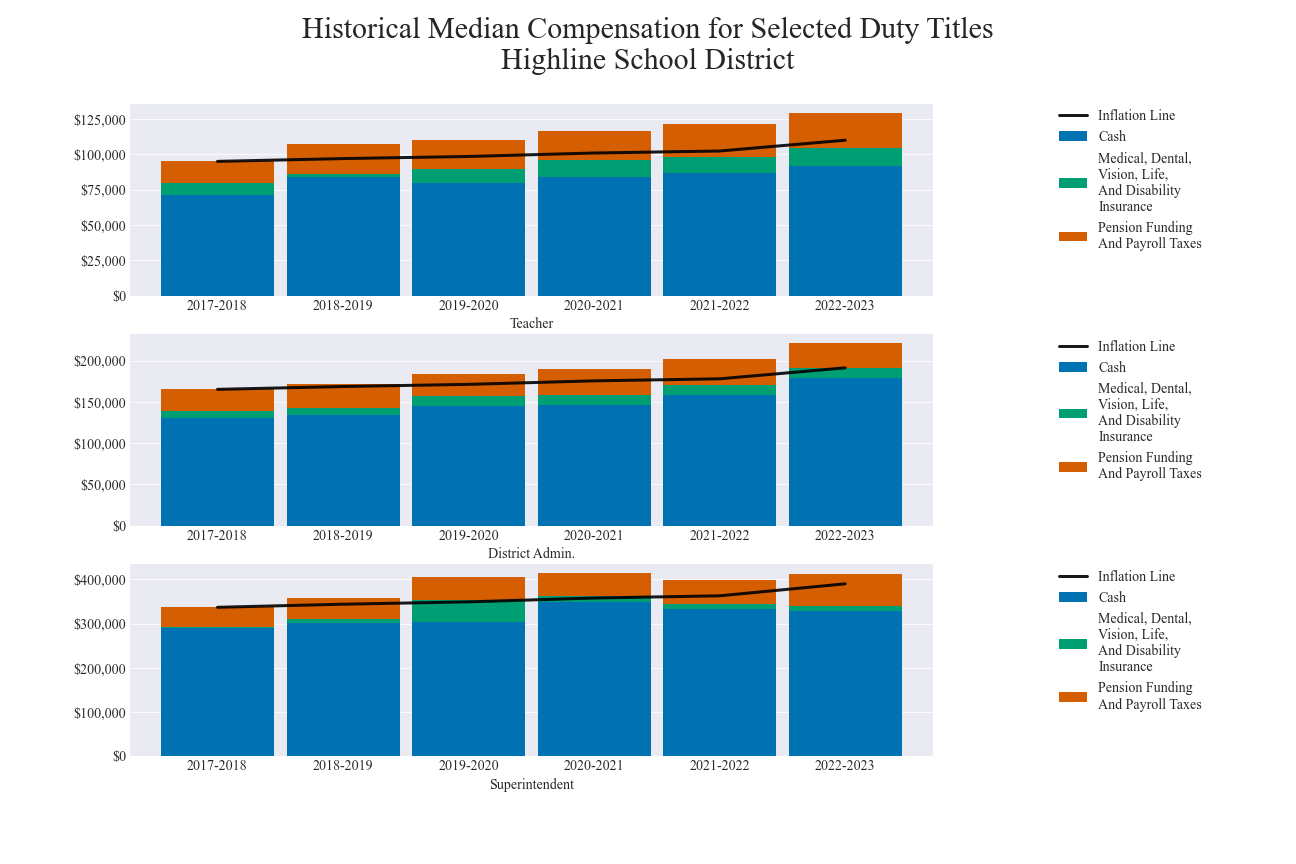 Historical Median Compensation for Selected Duty Titles
Highline School District
$125,000
$100,000
$75,000
$50,000
$25,000
$0
2017-2018
2018-2019
2019-2020
2020-2021
2021-2022
2022-2023
Teacher
Inflation Line
Cash
Medical, Dental,
Vision, Life,
And Disability
Insurance
Pension Funding
And Payroll Taxes
$200,000
$150,000
$100,000
$50,000
$0
2017-2018
2018-2019
2019-2020
2020-2021
2021-2022
2022-2023
District Admin.
Inflation Line
Cash
Medical, Dental,
Vision, Life,
And Disability
Insurance
Pension Funding
And Payroll Taxes
$400,000
$300,000
$200,000
$100,000
$0
2017-2018
2018-2019
2019-2020
2020-2021
2021-2022
2022-2023
Superintendent
Inflation Line
Cash
Medical, Dental,
Vision, Life,
And Disability
Insurance
Pension Funding
And Payroll Taxes